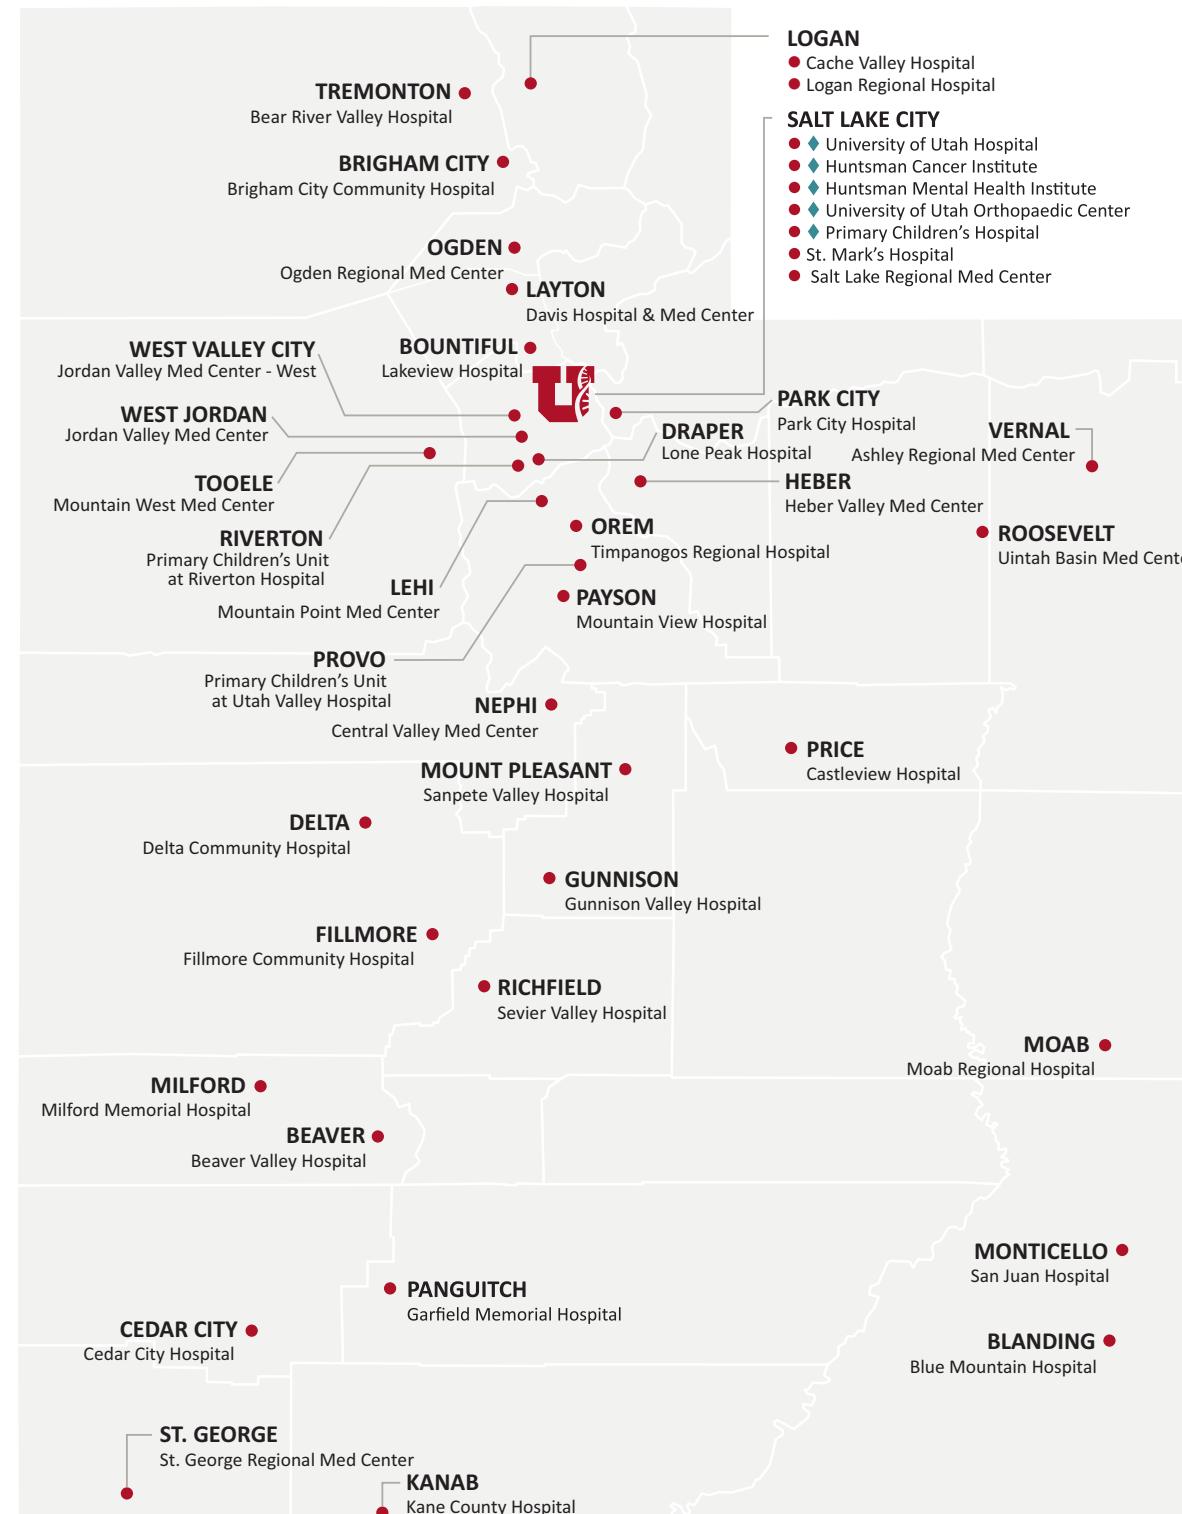 LOGAN
Cache Valley Hospital
Logan Regional Hospital
TREMONTON
Bear River Valley Hospital
SALT LAKE CITY
University of Utah Hospital
Huntsman Cancer Institute
Huntsman Mental Health Institute
University of Utah Orthopaedic Center
Primary Children's Hospital
St. Mark's Hospital
Salt Lake Regional Med Center
BRIGHAM CITY
Brigham City Community Hospital
OGDEN
Ogden Regional Med Center
LAYTON
Davis Hospital & Med Center
WEST VALLEY CITY
Jordan Valley Med Center - West
BOUNTIFUL
Lakeview Hospital
U
PARK CITY
Park City Hospital
WEST JORDAN
Jordan Valley Med Center
DRAPER
Lone Peak Hospital
VERNAL
Ashley Regional Med Center
TOOELE
Mountain West Med Center
HEBER
Heber Valley Med Center
RIVERTON
Primary Children's Unit
at Riverton Hospital
OREM
Timpanogos Regional Hospital
ROOSEVELT
Uintah Basin Med Cente
LEHI
Mountain Point Med Center
PAYSON
Mountain View Hospital
PROVO
Primary Children's Unit
at Utah Valley Hospital
NEPHI
Central Valley Med Center
PRICE
Castleview Hospital
MOUNT PLEASANT
Sanpete Valley Hospital
DELTA
Delta Community Hospital
GUNNISON
Gunnison Valley Hospital
FILLMORE
Fillmore Community Hospital
RICHFIELD
Sevier Valley Hospital
MOAB
Moab Regional Hospital
MILFORD
Milford Memorial Hospital
BEAVER
Beaver Valley Hospital
MONTICELLO
San Juan Hospital
PANGUITCH
Garfield Memorial Hospital
CEDAR CITY
Cedar City Hospital
BLANDING
Blue Mountain Hospital
ST. GEORGE
St. George Regional Med Center
KANAB
Kane County Hospital